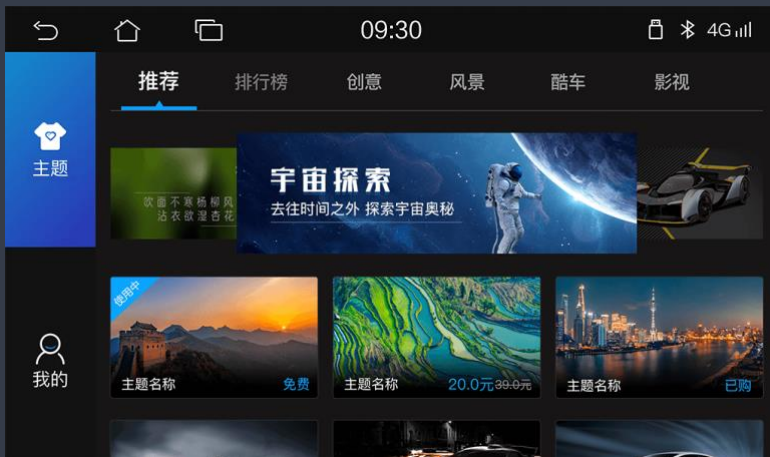 09:30
4G
推荐
排行榜
创意
风景
酷车
影视
主题
我的
吹面不寒杨柳风
沾衣欲湿杏花
宇宙探索
去往时间之外 探索宇宙奥秘
使用中
主题名称
免费
主题名称
20.0元39.0元
主题名称
已购